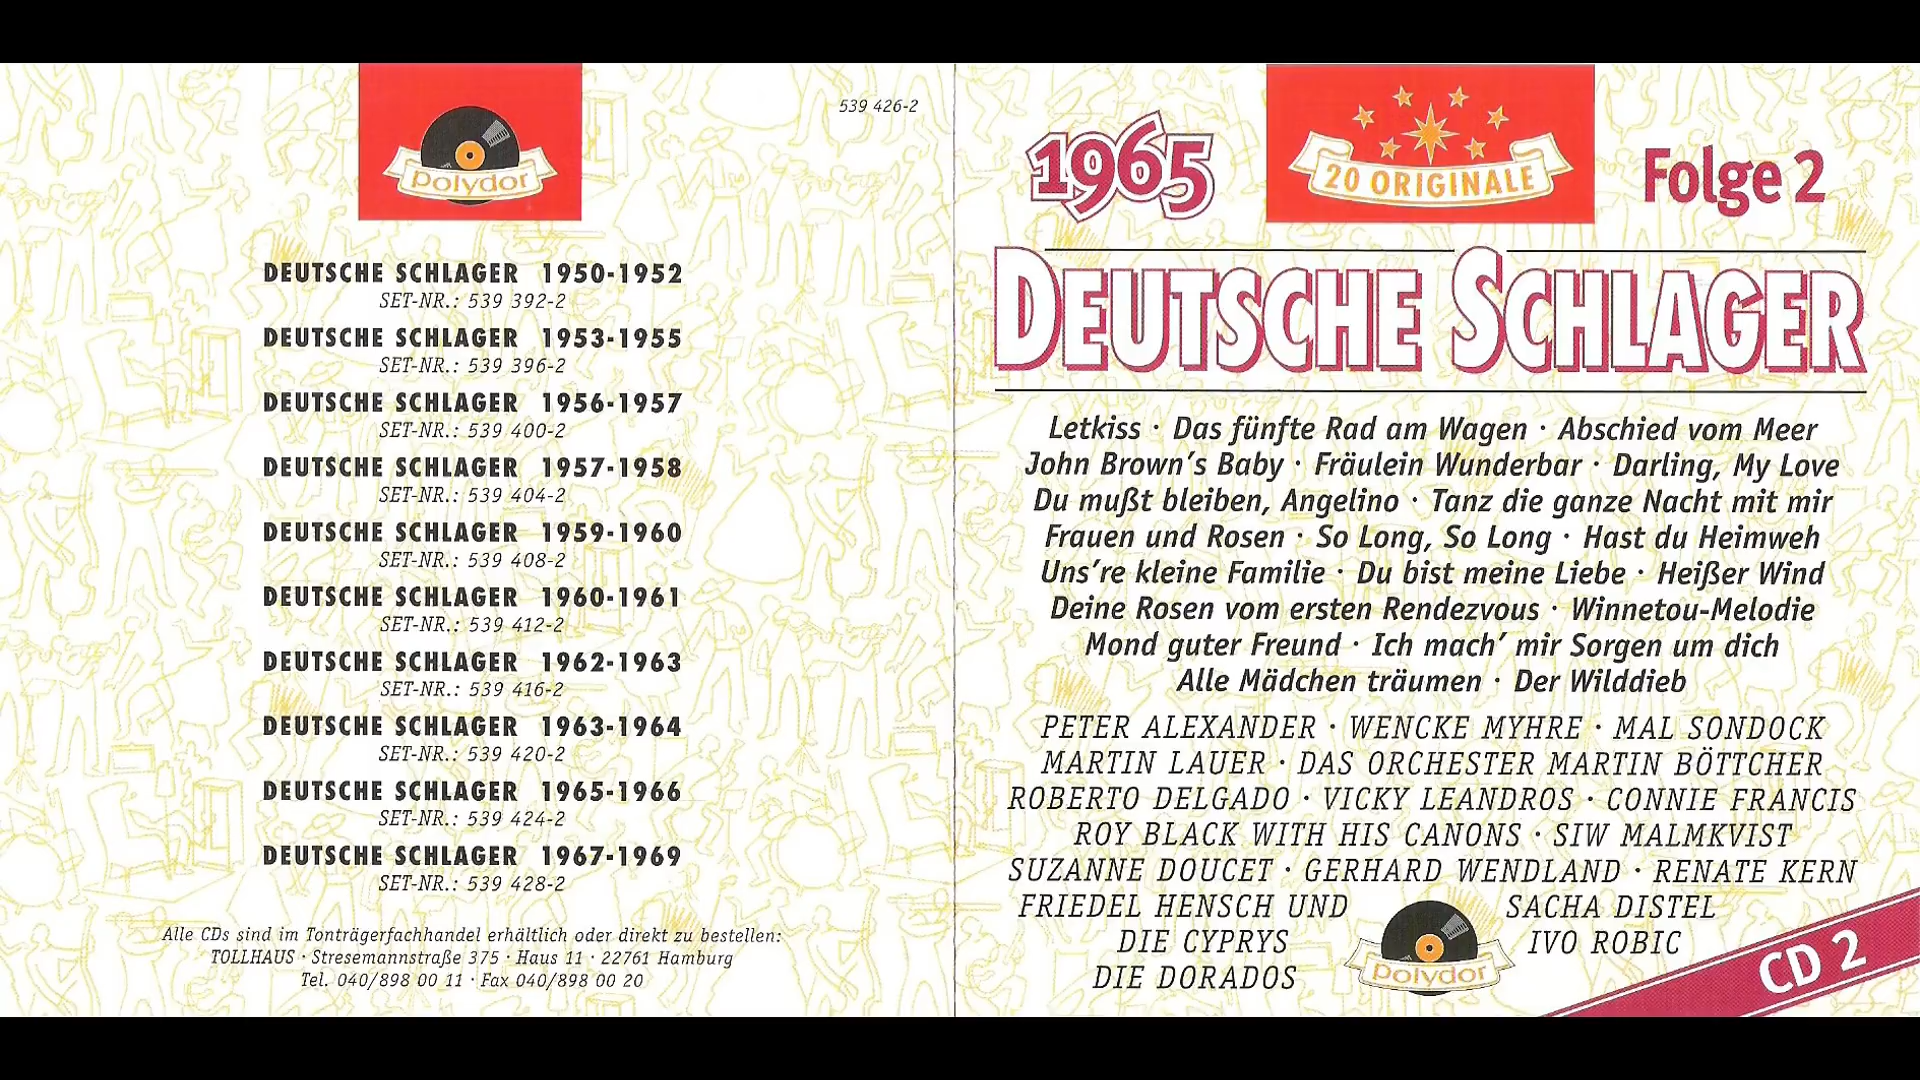 polydor
539 426-2
DEUTSCHE SCHLAGER 1950-1952
SET-NR.: 539 392-2
DEUTSCHE SCHLAGER 1953-1955
SET-NR.: 539 396-2
DEUTSCHE SCHLAGER 1956-1957
SET-NR.: 539 400-2
DEUTSCHE SCHLAGER 1957-1958
SET-NR.: 539 404-2
DEUTSCHE SCHLAGER 1959-1960
SET-NR.: 539 408-2
DEUTSCHE SCHLAGER 1960-1961
SET-NR.: 539 412-2
DEUTSCHE SCHLAGER 1962-1963
SET-NR.: 539 416-2
DEUTSCHE SCHLAGER 1963-1964
SET-NR.: 539 420-2
DEUTSCHE SCHLAGER 1965-1966
SET-NR.: 539 424-2
DEUTSCHE SCHLAGER 1967-1969
SET-NR.: 539 428-2
Alle CDs sind im Tonträgerfachhandel erhältlich oder direkt zu bestellen:
TOLLHAUS · Stresemannstraße 375 · Haus 11 · 22761 Hamburg
Tel. 040/898 00 11 · Fax 040/898 00 20
1965
20 ORIGINALE
Folge 2
DEUTSCHE SCHLAGER
Letkiss · Das fünfte Rad am Wagen · Abschied vom Meer
John Brown's Baby · Fräulein Wunderbar · Darling, My Love
Du mußt bleiben, Angelino · Tanz die ganze Nacht mit mir
Frauen und Rosen · So Long, So Long · Hast du Heimweh
Uns're kleine Familie · Du bist meine Liebe · Heißer Wind
Deine Rosen vom ersten Rendezvous · Winnetou-Melodie
Mond guter Freund · Ich mach' mir Sorgen um dich
Alle Mädchen träumen · Der Wilddieb
PETER ALEXANDER · WENCKE MYHRE · MAL SONDOCK
MARTIN LAUER · DAS ORCHESTER MARTIN BÖTTCHER
ROBERTO DELGADO · VICKY LEANDROS · CONNIE FRANCIS
ROY BLACK WITH HIS CANONS · SIW MALMKVIST
SUZANNE DOUCET · GERHARD WENDLAND · RENATE KERN
FRIEDEL HENSCH UND
DIE CYPRYS
DIE DORADOS
polydor
SACHA DISTEL
IVO ROBIC
CD 2